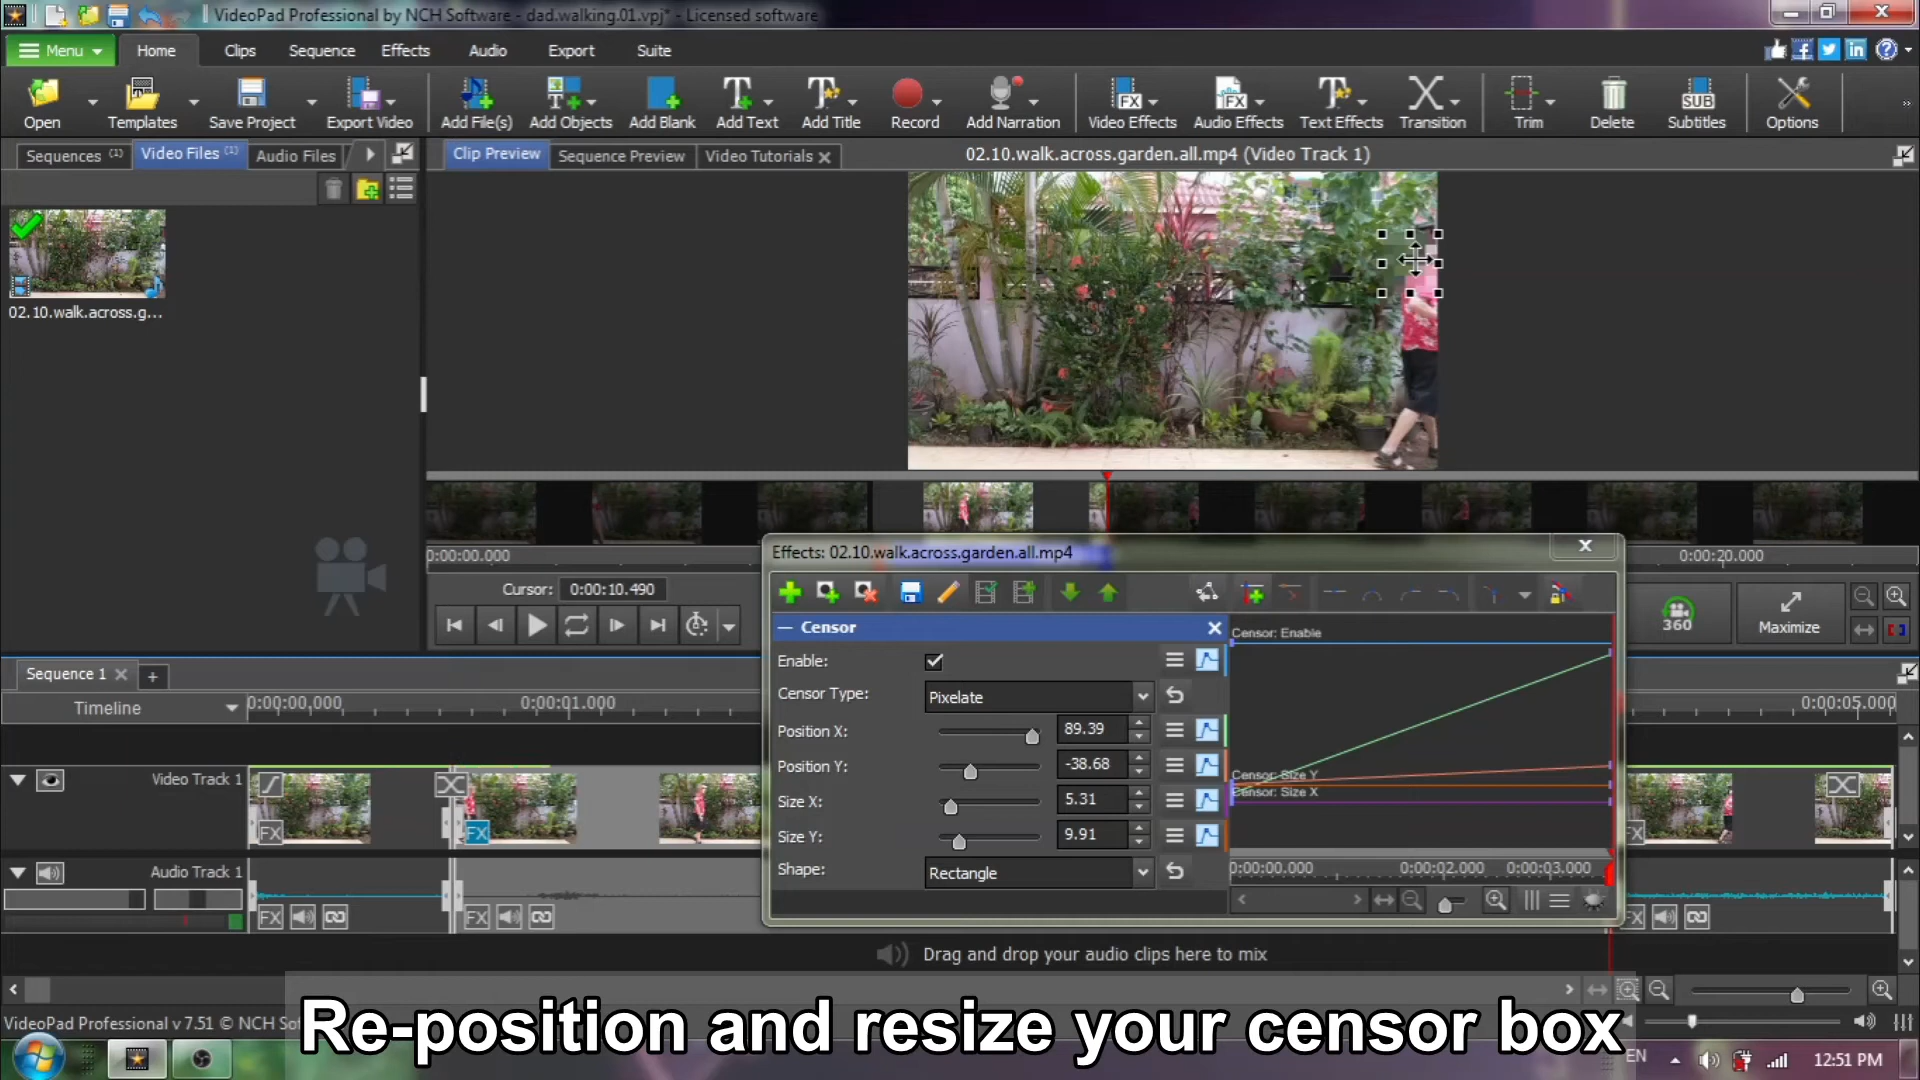 VideoPad Professional by NCH Software - dad.walking.01.vpj* - Licensed software
Menu
Home
Clips
Sequence
Effects
Audio
Export
Suite
Open
Templates
Save Project
Export Video
Add File(s)
Add Objects
Add Blank
Add Text
Add Title
Record
Add Narration
Video Effects
Audio Effects
Text Effects
Transition
Trim
Delete
Subtitles
Options
Sequences (1)
Video Files (1)
Audio Files
Clip Preview
Sequence Preview
Video Tutorials
02.10.walk.across.garden.all.mp4 (Video Track 1)
02.10.walk.across.g...
0:00:00.000
0:00:20.000
Cursor: 0:00:10.490
360
Maximize
Effects: 02.10.walk.across.garden.all.mp4
Censor
Enable:
Censor Type: Pixelate
Position X: 89.39
Position Y: -38.68
Size X: 5.31
Size Y: 9.91
Shape: Rectangle
Censor: Enable
Censor: Size Y
Censor: Size X
0:00:00.000 0:00:02.000 0:00:03.000
Sequence 1
Timeline
0:00:00,000 0:00:01.000 0:00:05.000
Video Track 1
FX
FX
FX
Audio Track 1
FX
FX
FX
Drag and drop your audio clips here to mix
VideoPad Professional v 7.51 © NCH
Re-position and resize your censor box
EN
12:51 PM